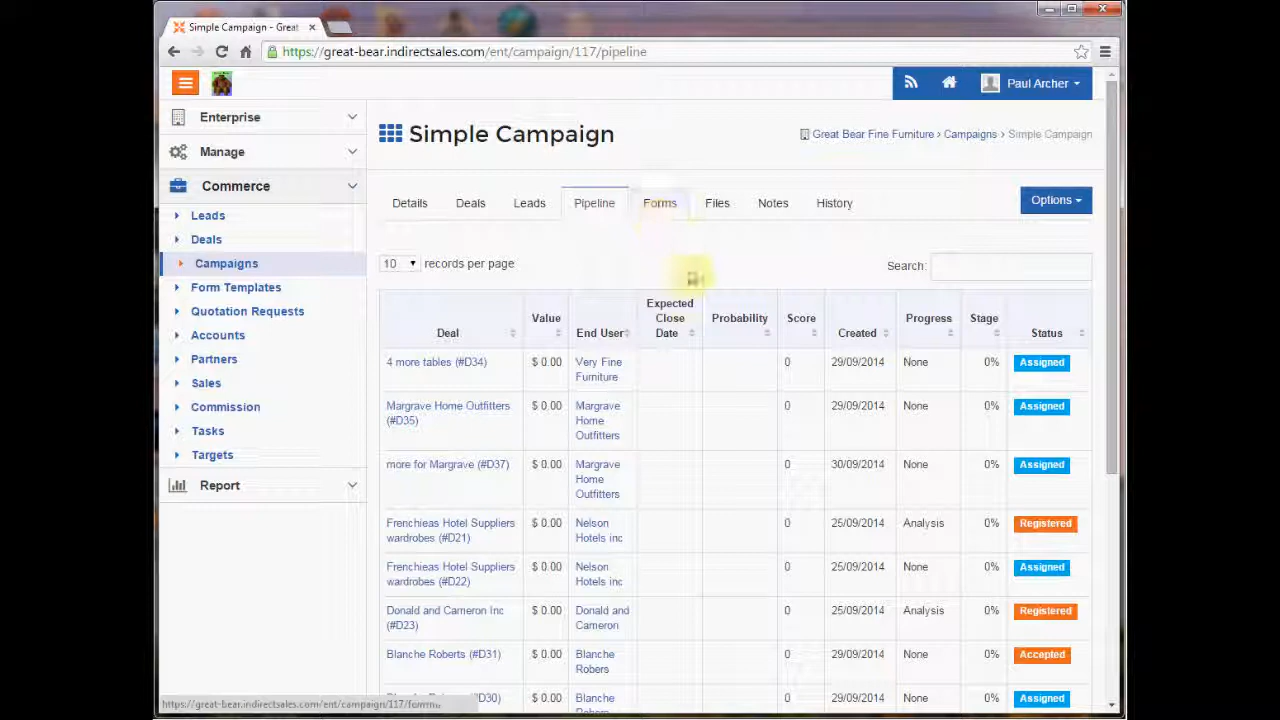 Simple Campaign - Great
https://great-bear.indirectsales.com/ent/campaign/117/pipeline
Paul Archer
Enterprise
Manage
Commerce
Leads
Deals
Campaigns
Form Templates
Quotation Requests
Accounts
Partners
Sales
Commission
Tasks
Targets
Report
Simple Campaign
Great Bear Fine Furniture › Campaigns › Simple Campaign
Details Deals Leads Pipeline Forms Files Notes History Options
10 records per page Search:
Deal Value End User Expected Close Date Probability Score Created Progress Stage Status
4 more tables (#D34) $ 0.00 Very Fine Furniture 0 29/09/2014 None 0% Assigned
Margrave Home Outfitters (#D35) $ 0.00 Margrave Home Outfitters 0 29/09/2014 None 0% Assigned
more for Margrave (#D37) $ 0.00 Margrave Home Outfitters 0 30/09/2014 None 0% Assigned
Frenchieas Hotel Suppliers wardrobes (#D21) $ 0.00 Nelson Hotels inc 0 25/09/2014 Analysis 0% Registered
Frenchieas Hotel Suppliers wardrobes (#D22) $ 0.00 Nelson Hotels inc 0 25/09/2014 None 0% Assigned
Donald and Cameron Inc (#D23) $ 0.00 Donald and Cameron 0 25/09/2014 Analysis 0% Registered
Blanche Roberts (#D31) $ 0.00 Blanche Robers 0 29/09/2014 None 0% Accepted
(#D30) $ 0.00 Blanche 0 29/09/2014 None 0% Assigned